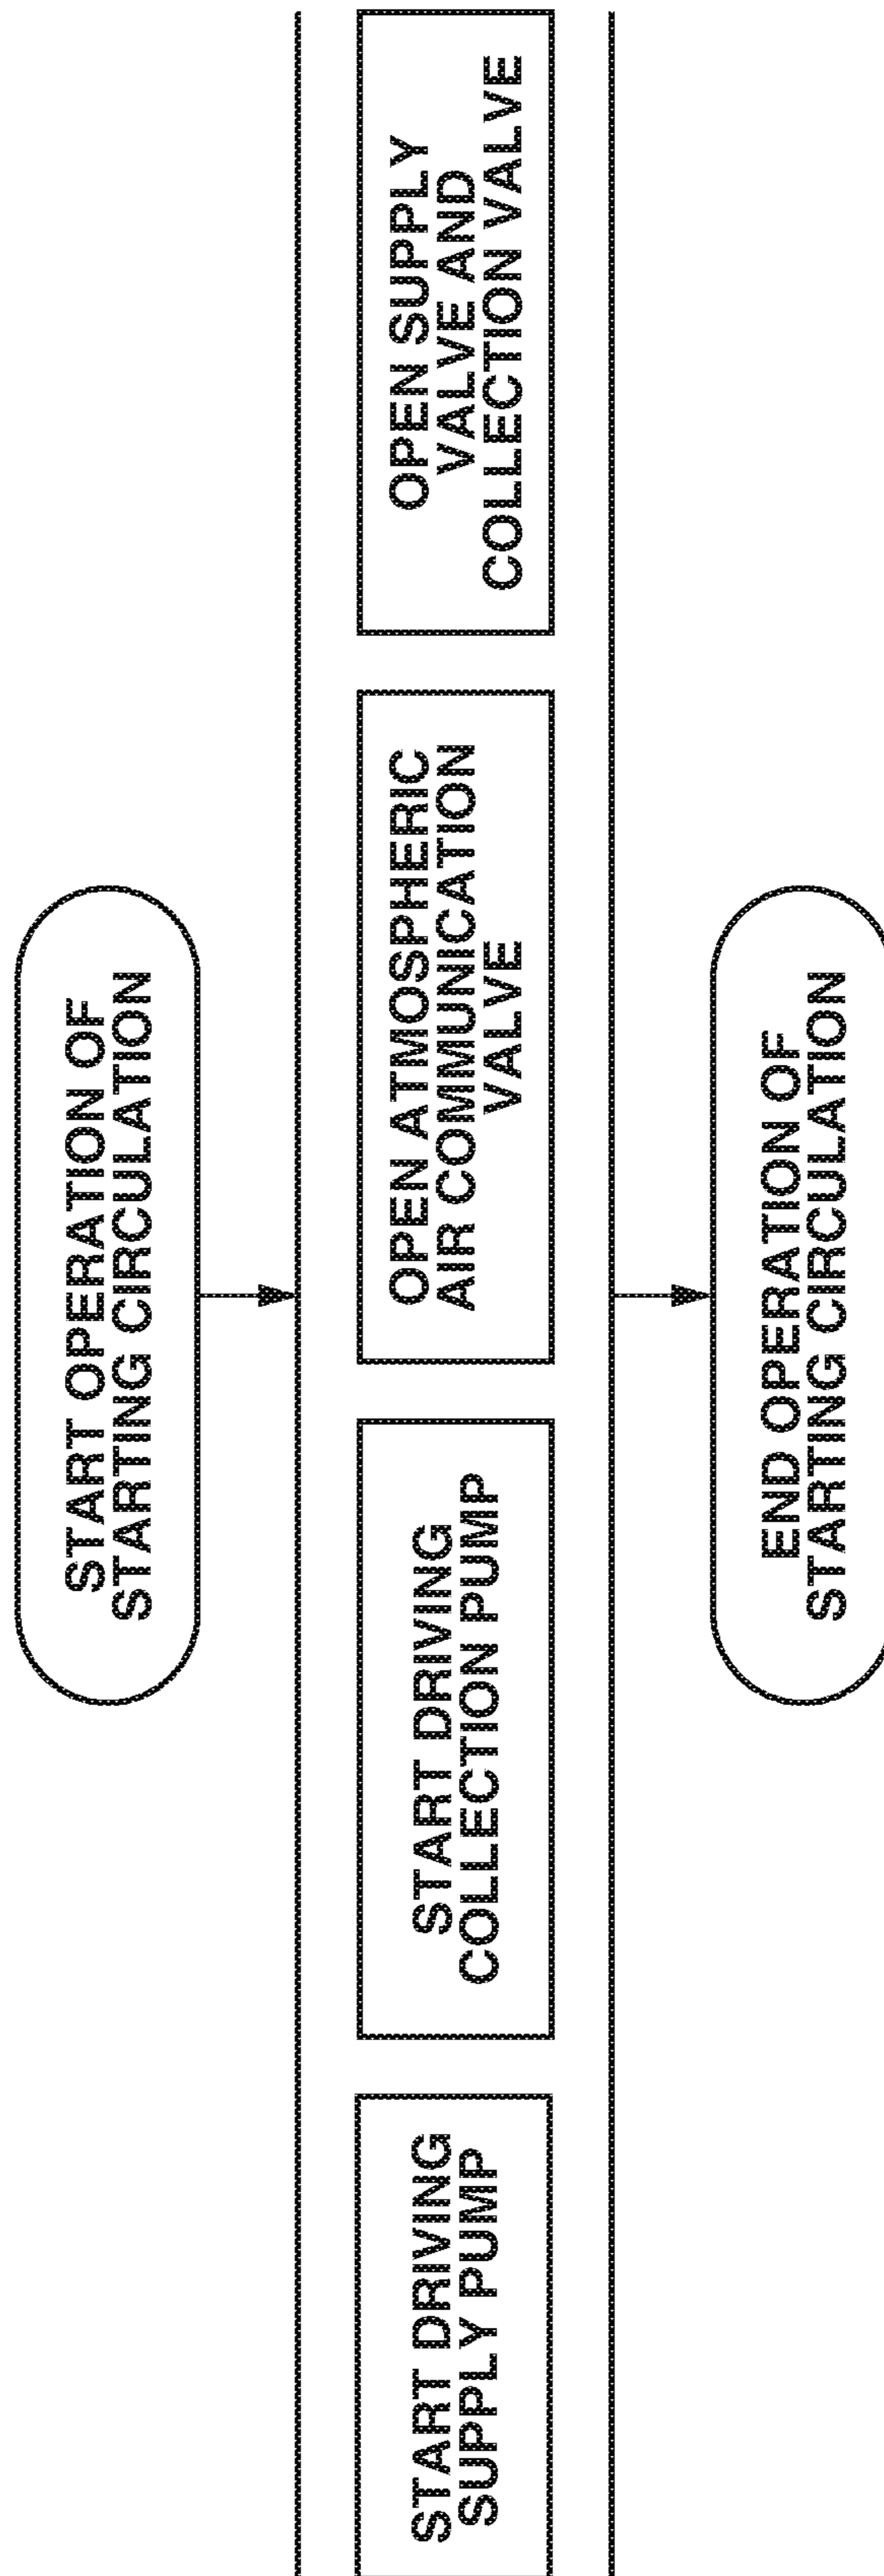 START OPERATION OF
STARTING CIRCULATION
START DRIVING
SUPPLY PUMP
START DRIVING
COLLECTION PUMP
OPEN ATMOSPHERIC
AIR COMMUNICATION
VALVE
OPEN SUPPLY
VALVE AND
COLLECTION VALVE
END OPERATION OF
STARTING CIRCULATION